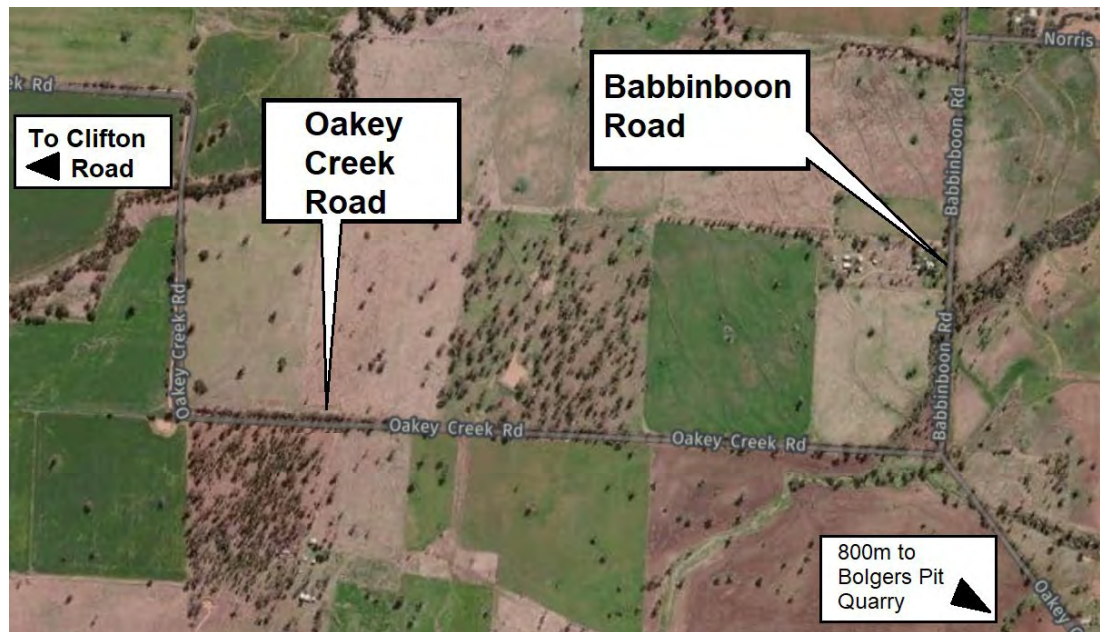 Norris
ek Rd
Babbinboon
Road
Oakey
Creek
Road
To Clifton
Road
Babbinboon Rd
Oakey Creek Rd
Babbinboon Rd
Oakey Creek Rd
Oakey Creek Rd
800m to
Bolgers Pit
Quarry
Oakey C